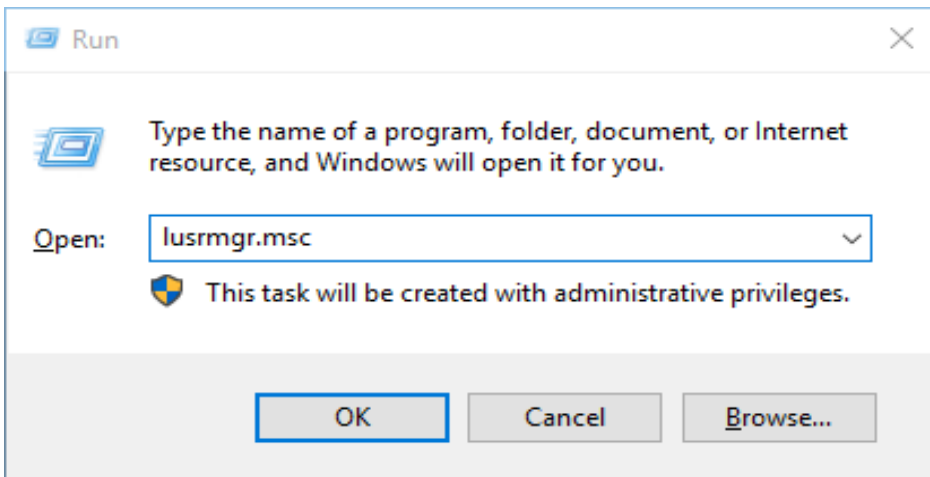 Run
Type the name of a program, folder, document, or Internet
resource, and Windows will open it for you.
Open: lusrmgr.msc
This task will be created with administrative privileges.
OK Cancel Browse...